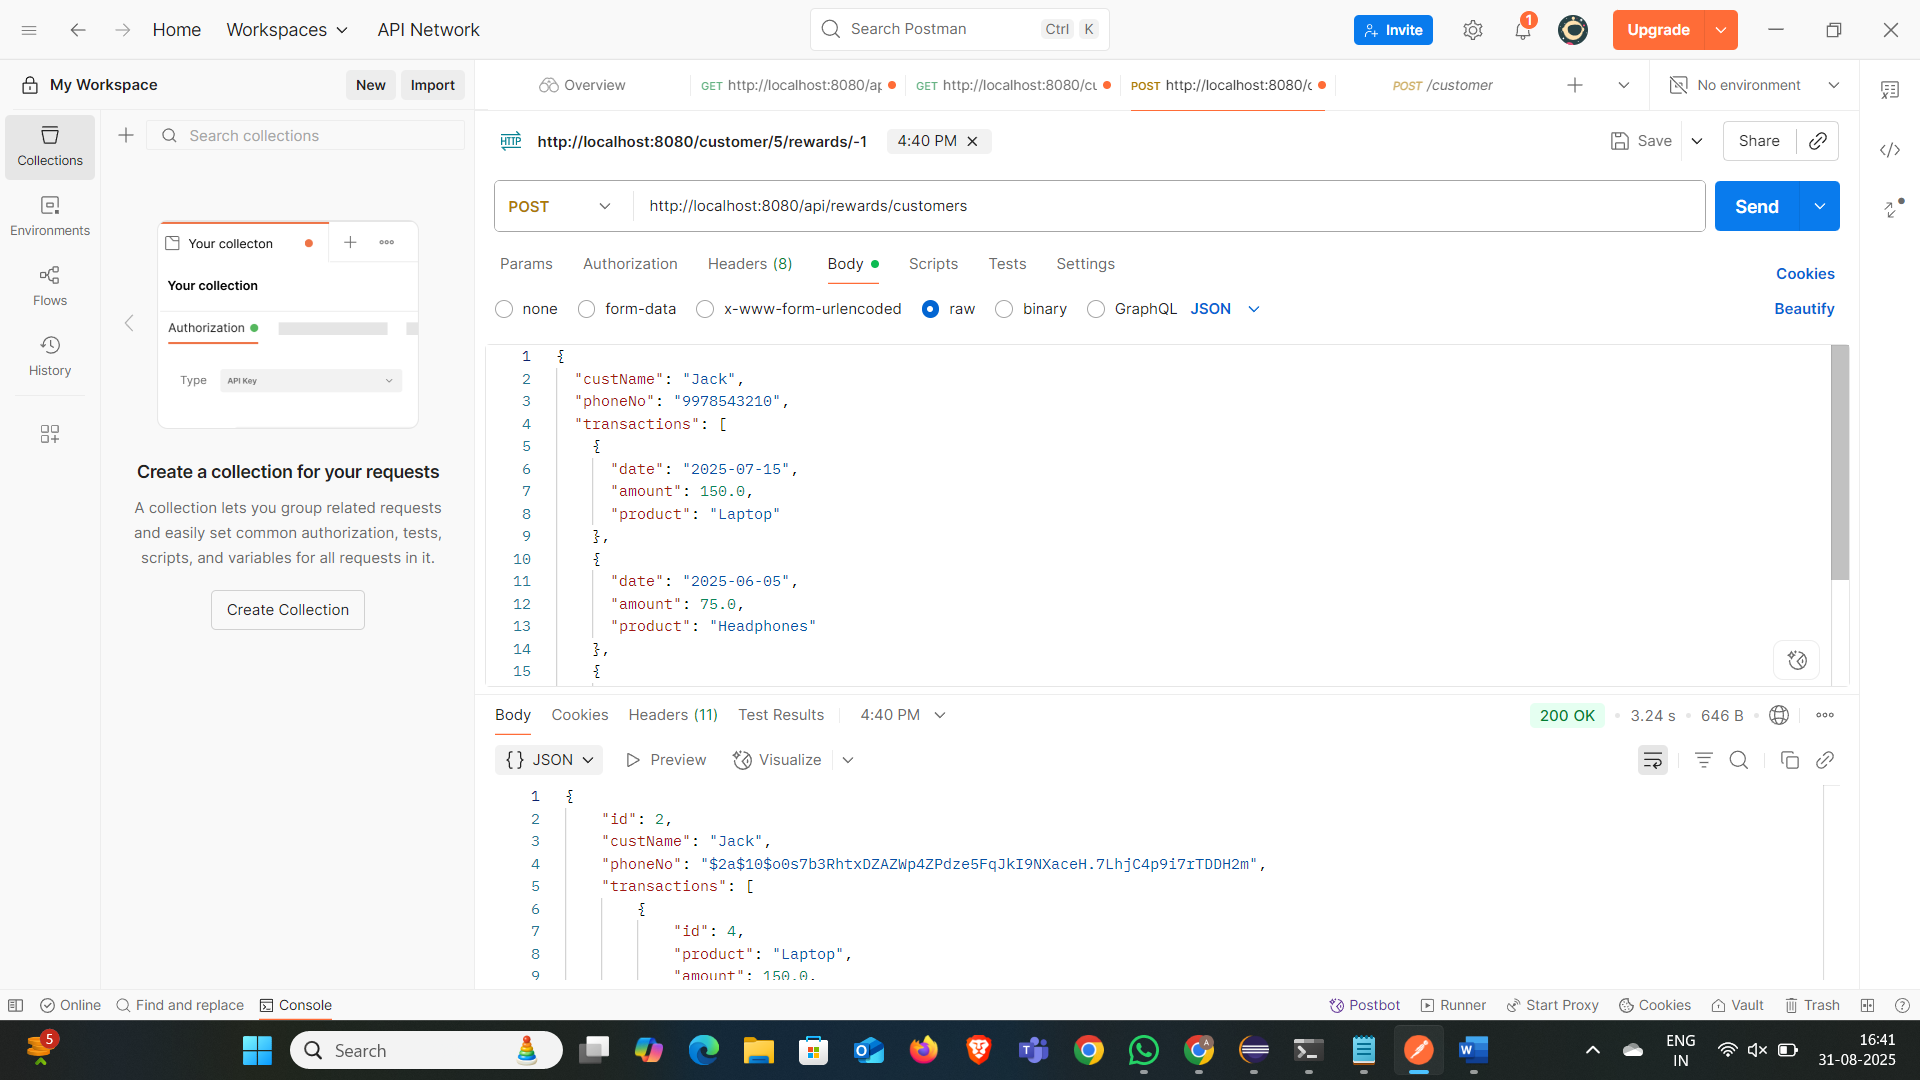 Home
Workspaces
API Network
Search Postman
Ctrl
K
Invite
1
Upgrade
My Workspace
New
Import
Overview
GET http://localhost:8080/ap
GET http://localhost:8080/cu
POST http://localhost:8080/c
POST /customer
No environment
Collections
Environments
Flows
History
Search collections
Your collecton
Your collection
Authorization
Type
API Key
Create a collection for your requests
A collection lets you group related requests
and easily set common authorization, tests,
scripts, and variables for all requests in it.
Create Collection
HTTP
http://localhost:8080/customer/5/rewards/-1
4:40 PM
Save
Share
POST
http://localhost:8080/api/rewards/customers
Send
Params
Authorization
Headers (8)
Body
Scripts
Tests
Settings
Cookies
none
form-data
x-www-form-urlencoded
raw
binary
GraphQL
JSON
Beautify
1 {
2 "custName": "Jack",
3 "phoneNo": "9978543210",
4 "transactions": [
5 {
6 "date": "2025-07-15",
7 "amount": 150.0,
8 "product": "Laptop"
9 },
10 {
11 "date": "2025-06-05",
12 "amount": 75.0,
13 "product": "Headphones"
14 },
15 {
Body
Cookies
Headers (11)
Test Results
4:40 PM
200 OK
3.24 s
646 B
{} JSON
Preview
Visualize
1 {
2 "id": 2,
3 "custName": "Jack",
4 "phoneNo": "$2a$10$o0s7b3RhtxDZAZWp4ZPdze5FqJkI9NXaceH.7LhjC4p9i7rTDDH2m",
5 "transactions": [
6 {
7 "id": 4,
8 "product": "Laptop",
9 "amount": 150.0,
Online
Find and replace
Console
Postbot
Runner
Start Proxy
Cookies
Vault
Trash
5
Search
ENG
IN
16:41
31-08-2025